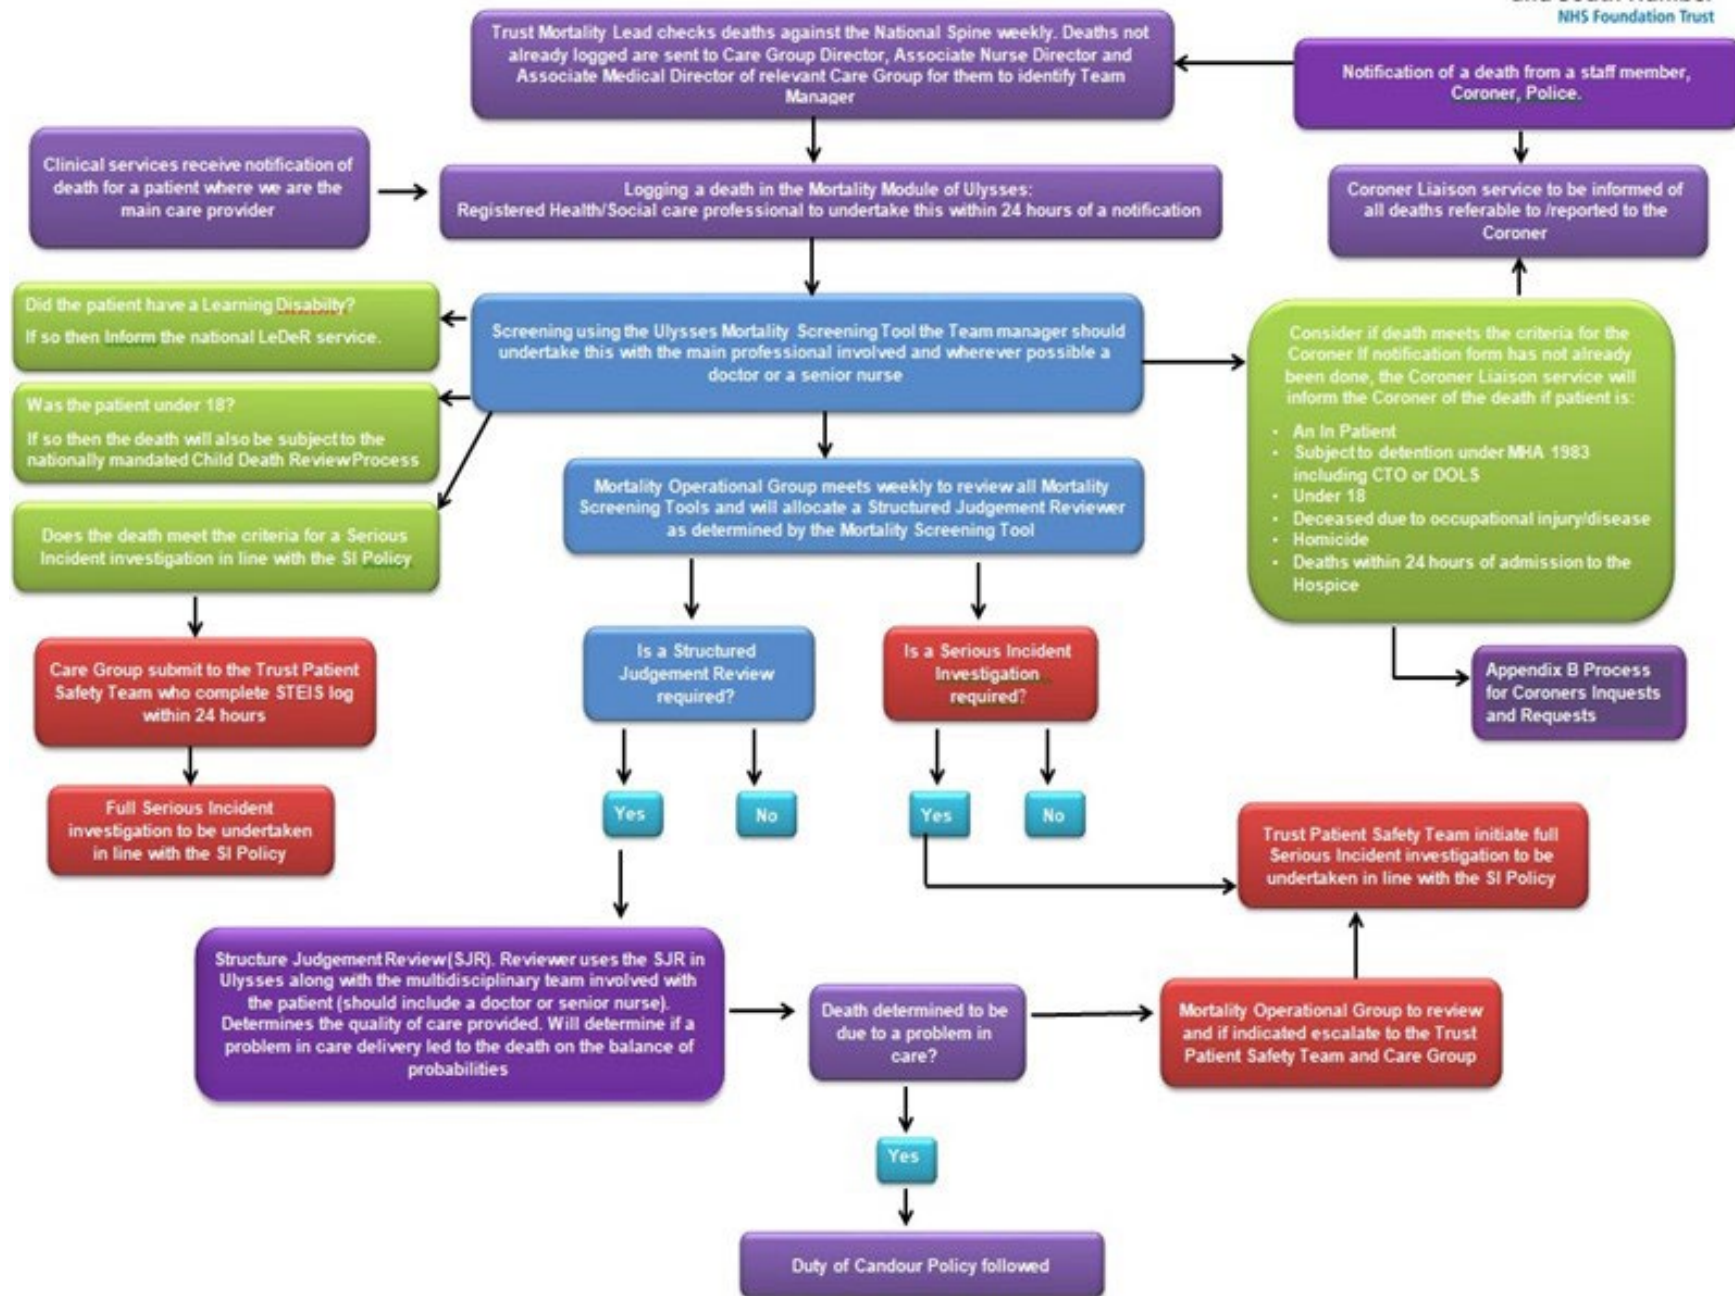 NHS Foundation Trust
Trust Mortality Lead checks deaths against the National Spine weekly. Deaths not
already logged are sent to Care Group Director, Associate Nurse Director and
Associate Medical Director of relevant Care Group for them to identify Team
Manager
Notification of a death from a staff member,
Coroner, Police.
Clinical services receive notification of
death for a patient where we are the
main care provider
Logging a death in the Mortality Module of Ulysses:
Registered Health/Social care professional to undertake this within 24 hours of a notification
Coroner Liaison service to be informed of
all deaths referable to /reported to the
Coroner
Did the patient have a Learning Disabilty?
If so then Inform the national LeDeR service.
Screening using the Ulysses Mortality Screening Tool the Team manager should
undertake this with the main professional involved and wherever possible a
doctor or a senior nurse
Consider if death meets the criteria for the
Coroner If notification form has not already
been done, the Coroner Liaison service will
inform the Coroner of the death if patient is:
• An In Patient
• Subject to detention under MHA 1983
including CTO or DOLS
• Under 18
• Deceased due to occupational injury/disease
• Homicide
• Deaths within 24 hours of admission to the
Hospice
Was the patient under 18?
If so then the death will also be subject to the
nationally mandated Child Death Review Process
Mortality Operational Group meets weekly to review all Mortality
Screening Tools and will allocate a Structured Judgement Reviewer
as determined by the Mortality Screening Tool
Does the death meet the criteria for a Serious
Incident investigation in line with the SI Policy
Care Group submit to the Trust Patient
Safety Team who complete STEIS log
within 24 hours
Is a Structured
Judgement Review
required?
Is a Serious Incident
Investigation
required?
Appendix B Process
for Coroners Inquests
and Requests
Full Serious Incident
investigation to be undertaken
in line with the SI Policy
Yes
No
Yes
No
Trust Patient Safety Team initiate full
Serious Incident investigation to be
undertaken in line with the SI Policy
Structure Judgement Review (SJR). Reviewer uses the SJR in
Ulysses along with the multidisciplinary team involved with
the patient (should include a doctor or senior nurse).
Determines the quality of care provided. Will determine if a
problem in care delivery led to the death on the balance of
probabilities
Death determined to be
due to a problem in
care?
Mortality Operational Group to review
and if indicated escalate to the Trust
Patient Safety Team and Care Group
Yes
Duty of Candour Policy followed